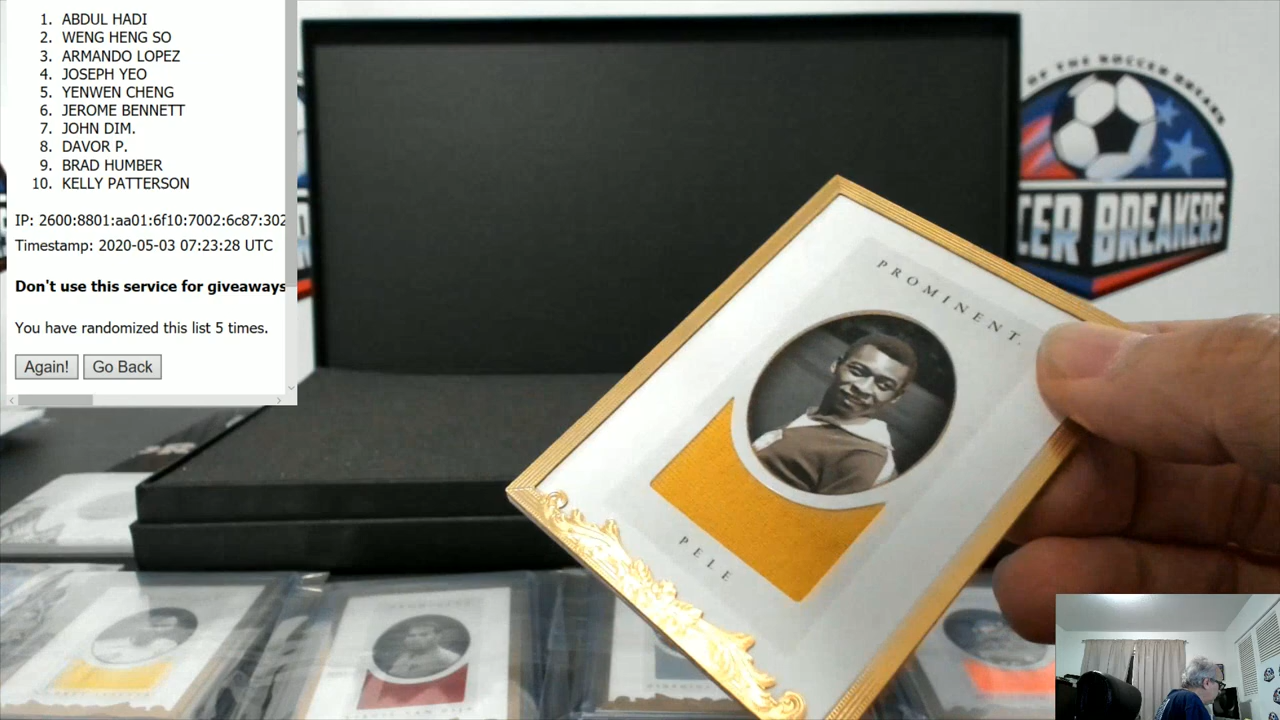 1. ABDUL HADI
2. WENG HENG SO
3. ARMANDO LOPEZ
4. JOSEPH YEO
5. YENWEN CHENG
6. JEROME BENNETT
7. JOHN DIM.
8. DAVOR P.
9. BRAD HUMBER
10. KELLY PATTERSON
IP: 2600:8801:aa01:6f10:7002:6c87:302
Timestamp: 2020-05-03 07:23:28 UTC
Don't use this service for giveaways
You have randomized this list 5 times.
Again! Go Back
OF THE SOCCER
CER BREAKERS
PROMINENT.
PELE